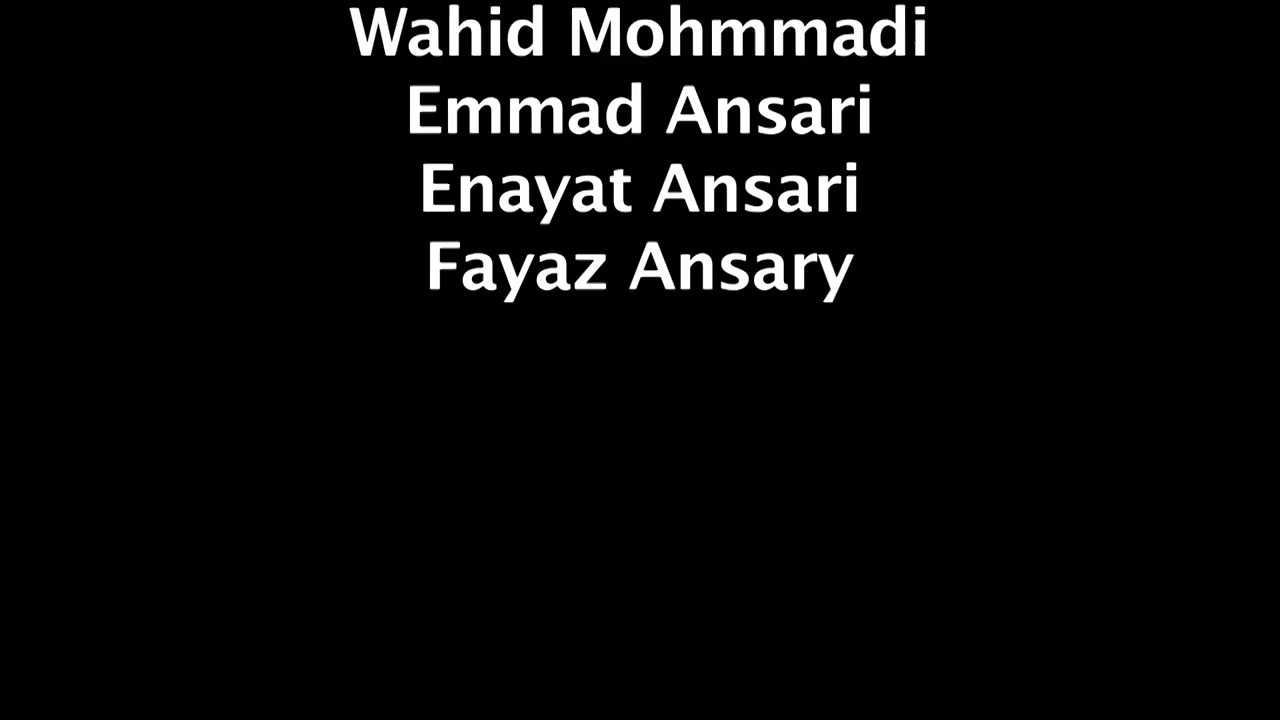 Wahid Mohmmadi
Emmad Ansari
Enayat Ansari
Fayaz Ansary